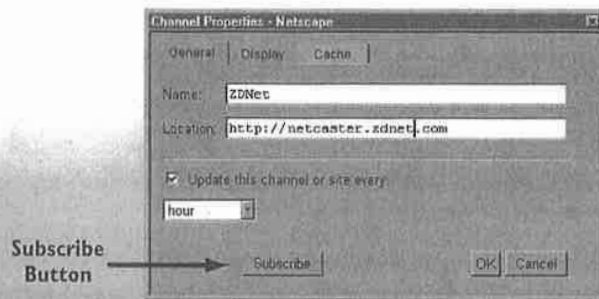 Channel Properties - Netscape
General Display Cache
Name: ZDNet
Location: http://netcaster.zdnet.com
Update this channel or site every:
hour
Subscribe
Button
Subscribe OK Cancel